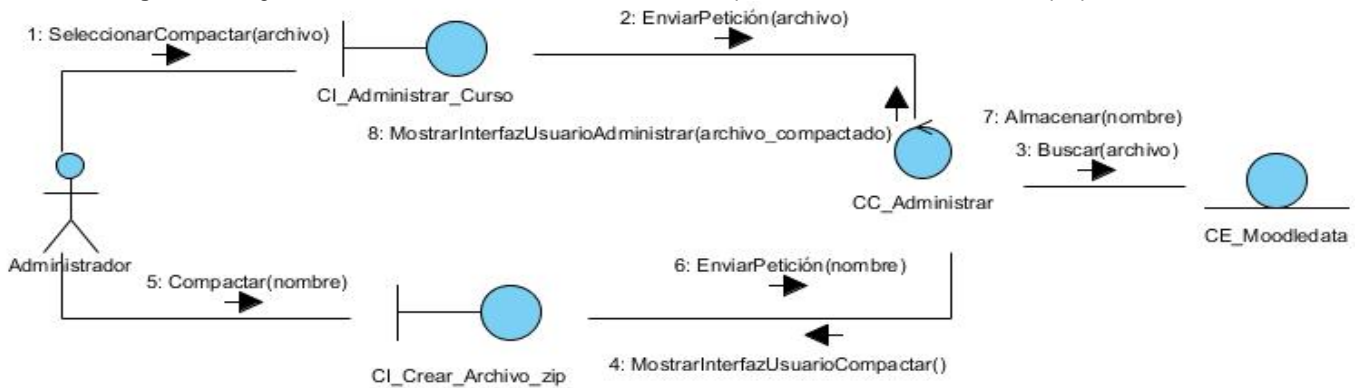 2: EnviarPetición(archivo)
1: SeleccionarCompactar(archivo)
CI_Administrar_Curso
8: MostrarInterfazUsuarioAdministrar(archivo_compactado)
7: Almacenar(nombre)
3: Buscar(archivo)
CC_Administrar
CE_Moodledata
Administrador
5: Compactar(nombre)
6: EnviarPetición(nombre)
4: MostrarInterfazUsuarioCompactar()
CI_Crear_Archivo_zip